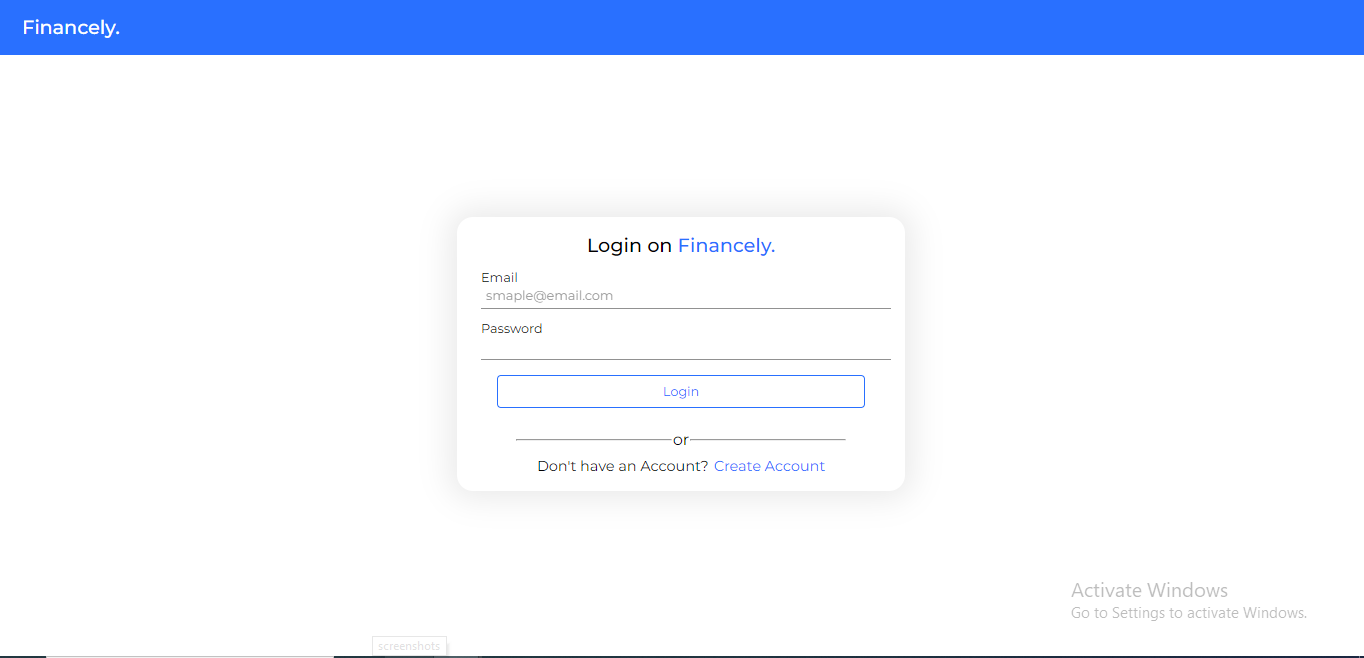 Financely.
Login on Financely.
Email
smaple@email.com
Password
Login
or
Don't have an Account? Create Account
Activate Windows
Go to Settings to activate Windows.
screenshots